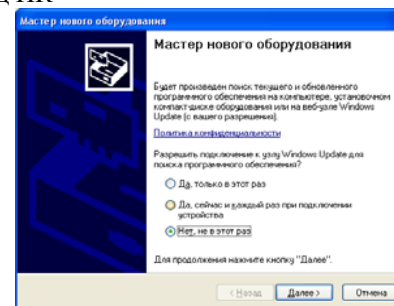 Мастер нового оборудования
Мастер нового оборудования
Будет произведен поиск текущего и обновленного
программного обеспечения на компьютере, установочном
компакт-диске оборудования или на веб-узле Windows
Update (с вашего разрешения).
Политика конфиденциальности
Разрешить подключение к узлу Windows Update для
поиска программного обеспечения?
Да, только в этот раз
Да, сейчас и каждый раз при подключении
устройства
Нет, не в этот раз
Для продолжения нажмите кнопку "Далее".
< Назад Далее > Отмена